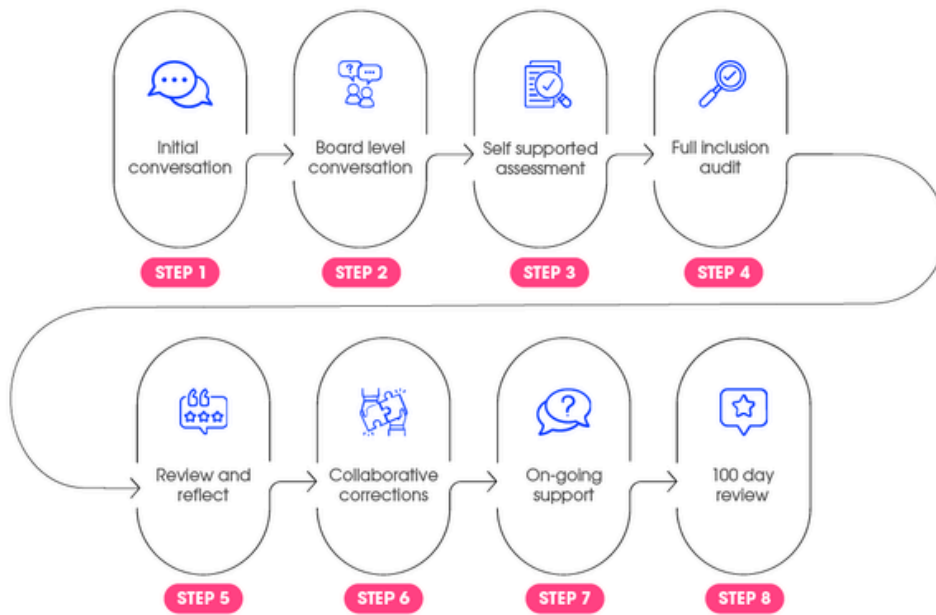 Initial
conversation
Board level
conversation
Self supported
assessment
Full inclusion
audit
STEP 1
STEP 2
STEP 3
STEP 4
Review and
reflect
Collaborative
corrections
On-going
support
100 day
review
STEP 5
STEP 6
STEP 7
STEP 8